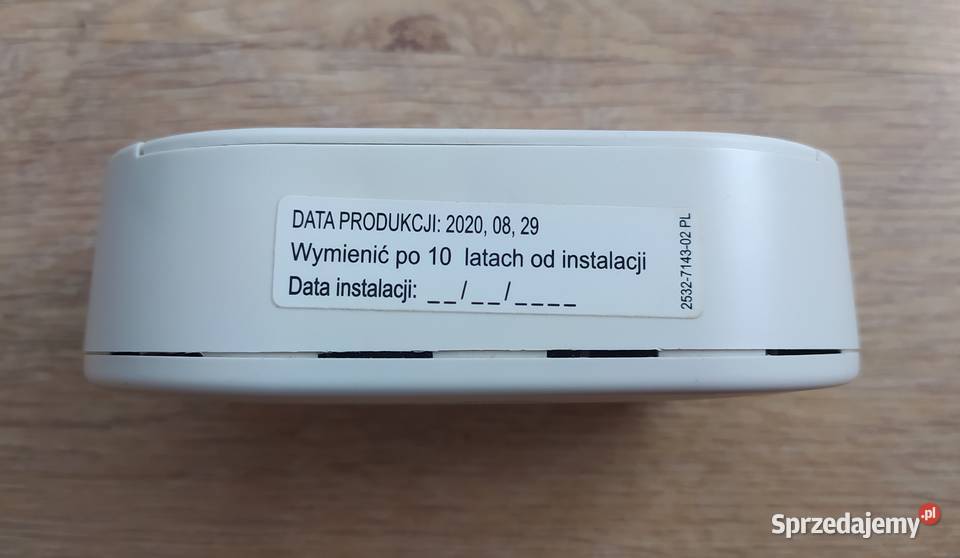 DATA PRODUKCJI: 2020, 08, 29
Wymienić po 10 latach od instalacji
Data instalacji: __/__/____
2532-7143-02 PL
Sprzedajemy.pl